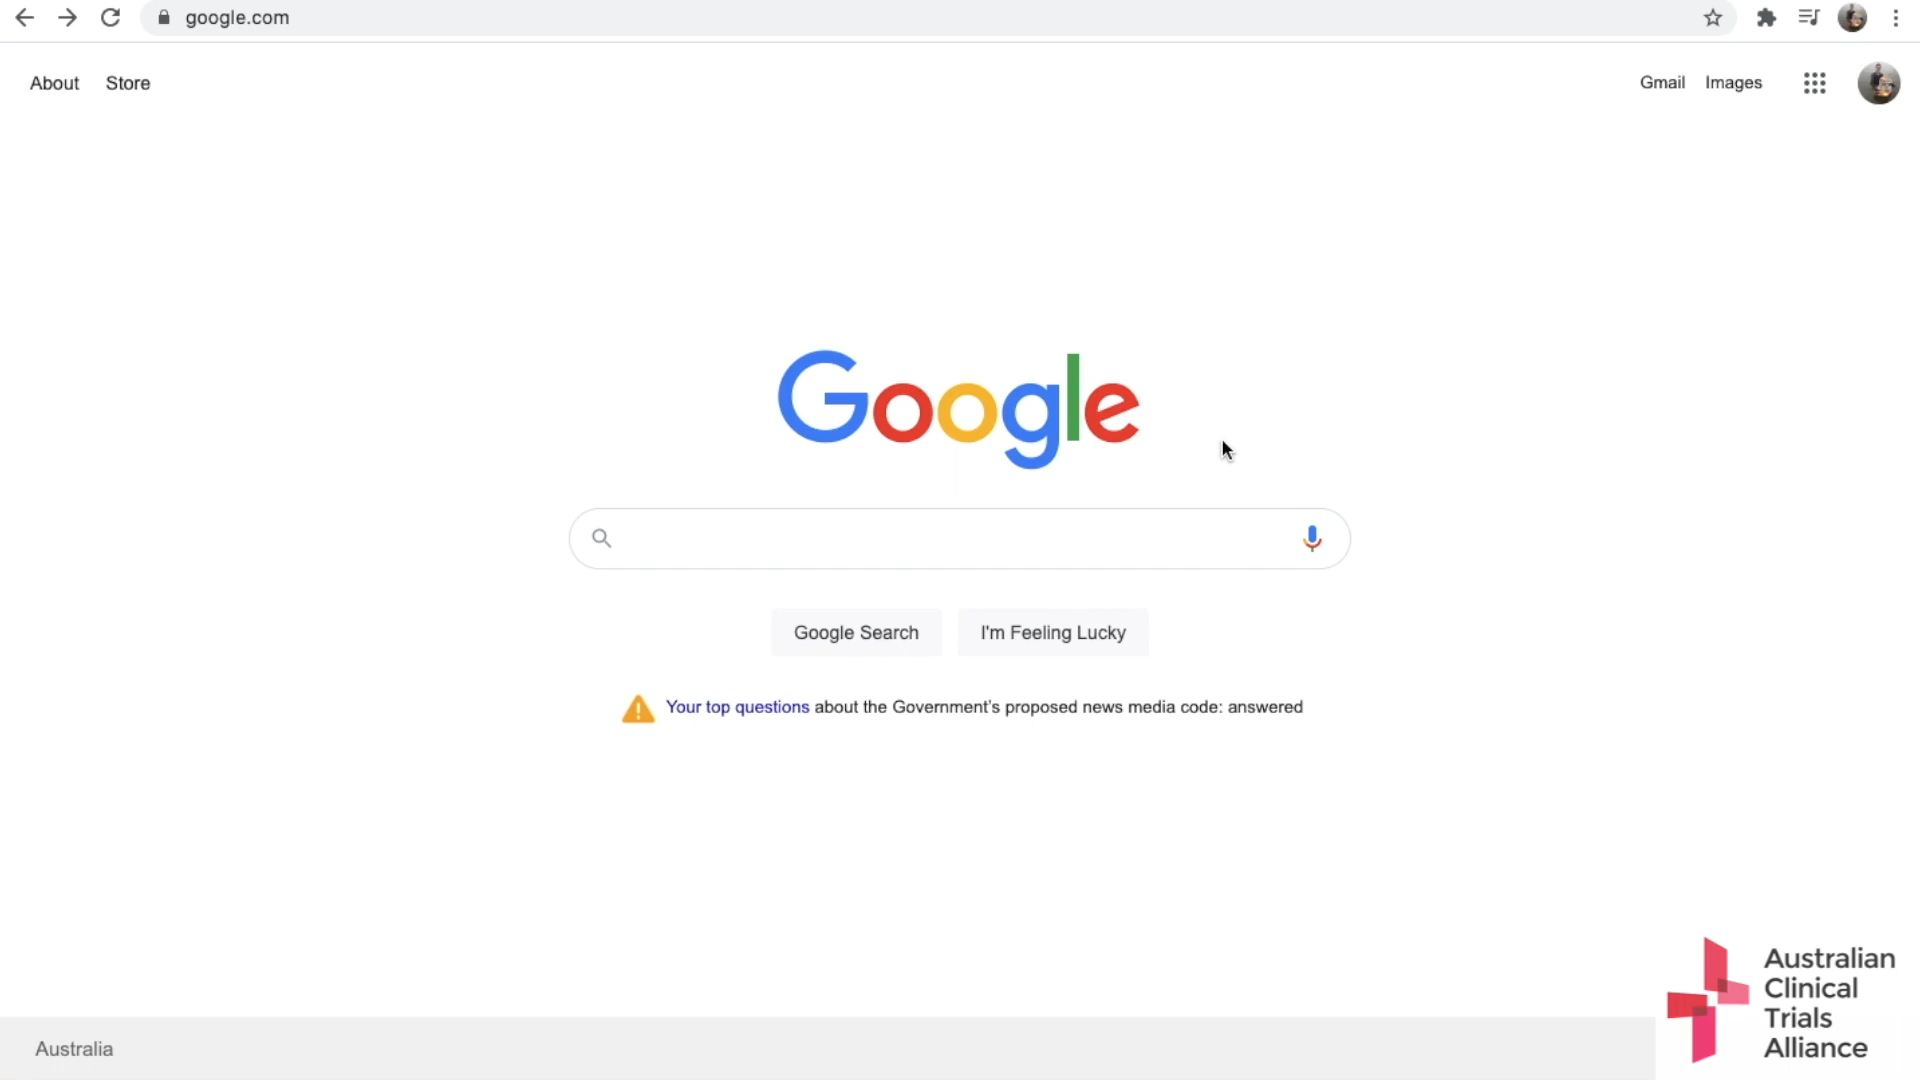 google.com
About Store Gmail Images
Google
Google Search I'm Feeling Lucky
Your top questions about the Government's proposed news media code: answered
Australian
Clinical
Trials
Alliance
Australia